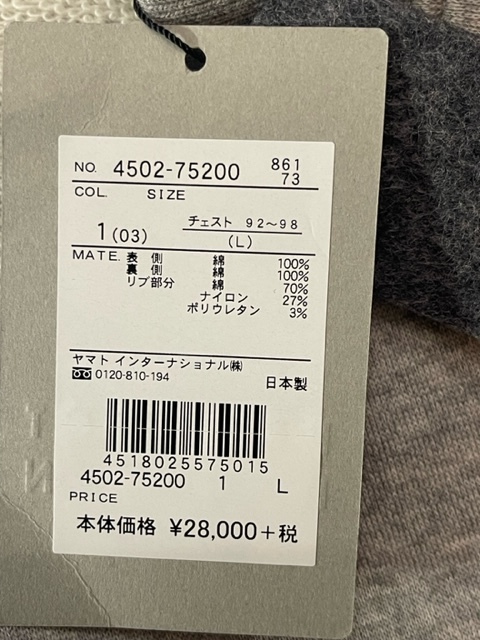 NO. 4502-75200 861
73
COL. SIZE
1(03) チェスト 92〜98
(L)
MATE. 表側 綿 100%
裏側 綿 100%
リブ部分 綿 70%
ナイロン 27%
ポリウレタン 3%
ヤマト インターナショナル㈱
0120-810-194 日本製
4518025575015
4502-75200 1 L
PRICE
本体価格 ¥28,000+税